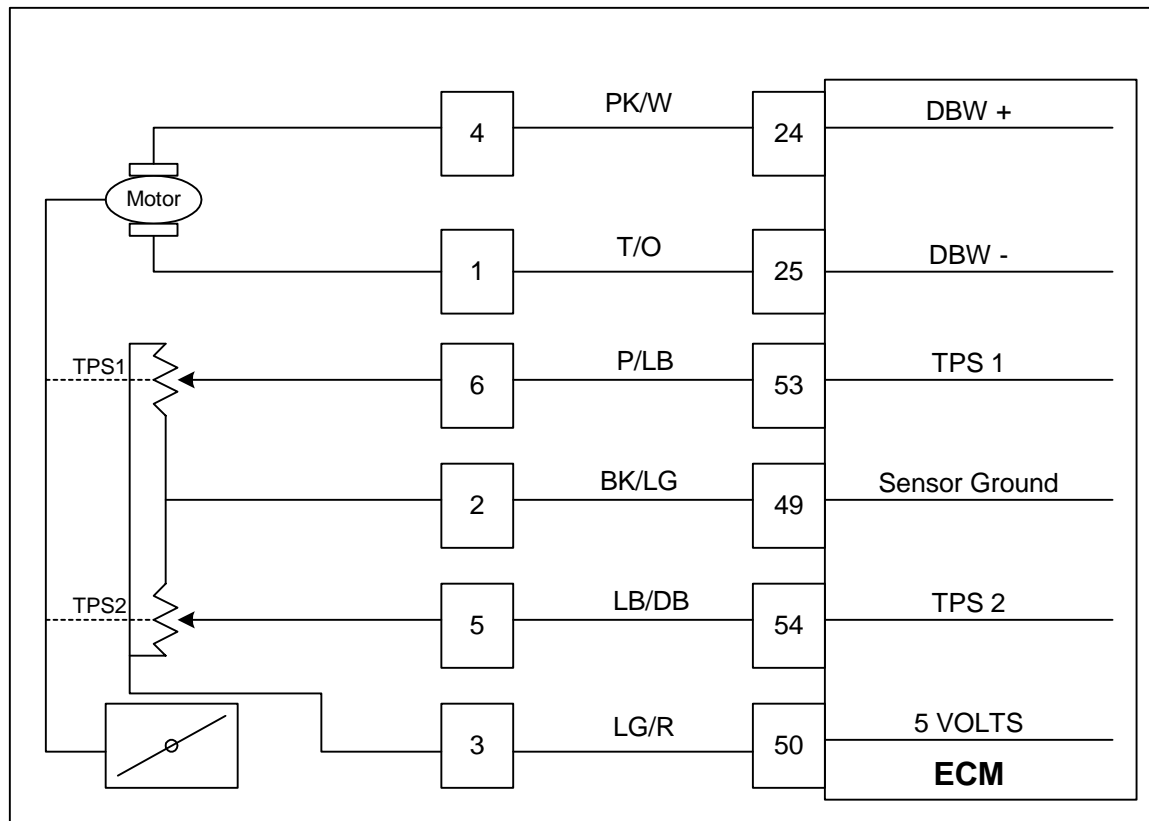 4 PK/W 24 DBW +
Motor
1 T/O 25 DBW -
TPS1 6 P/LB 53 TPS 1
2 BK/LG 49 Sensor Ground
TPS2 5 LB/DB 54 TPS 2
3 LG/R 50 5 VOLTS
ECM